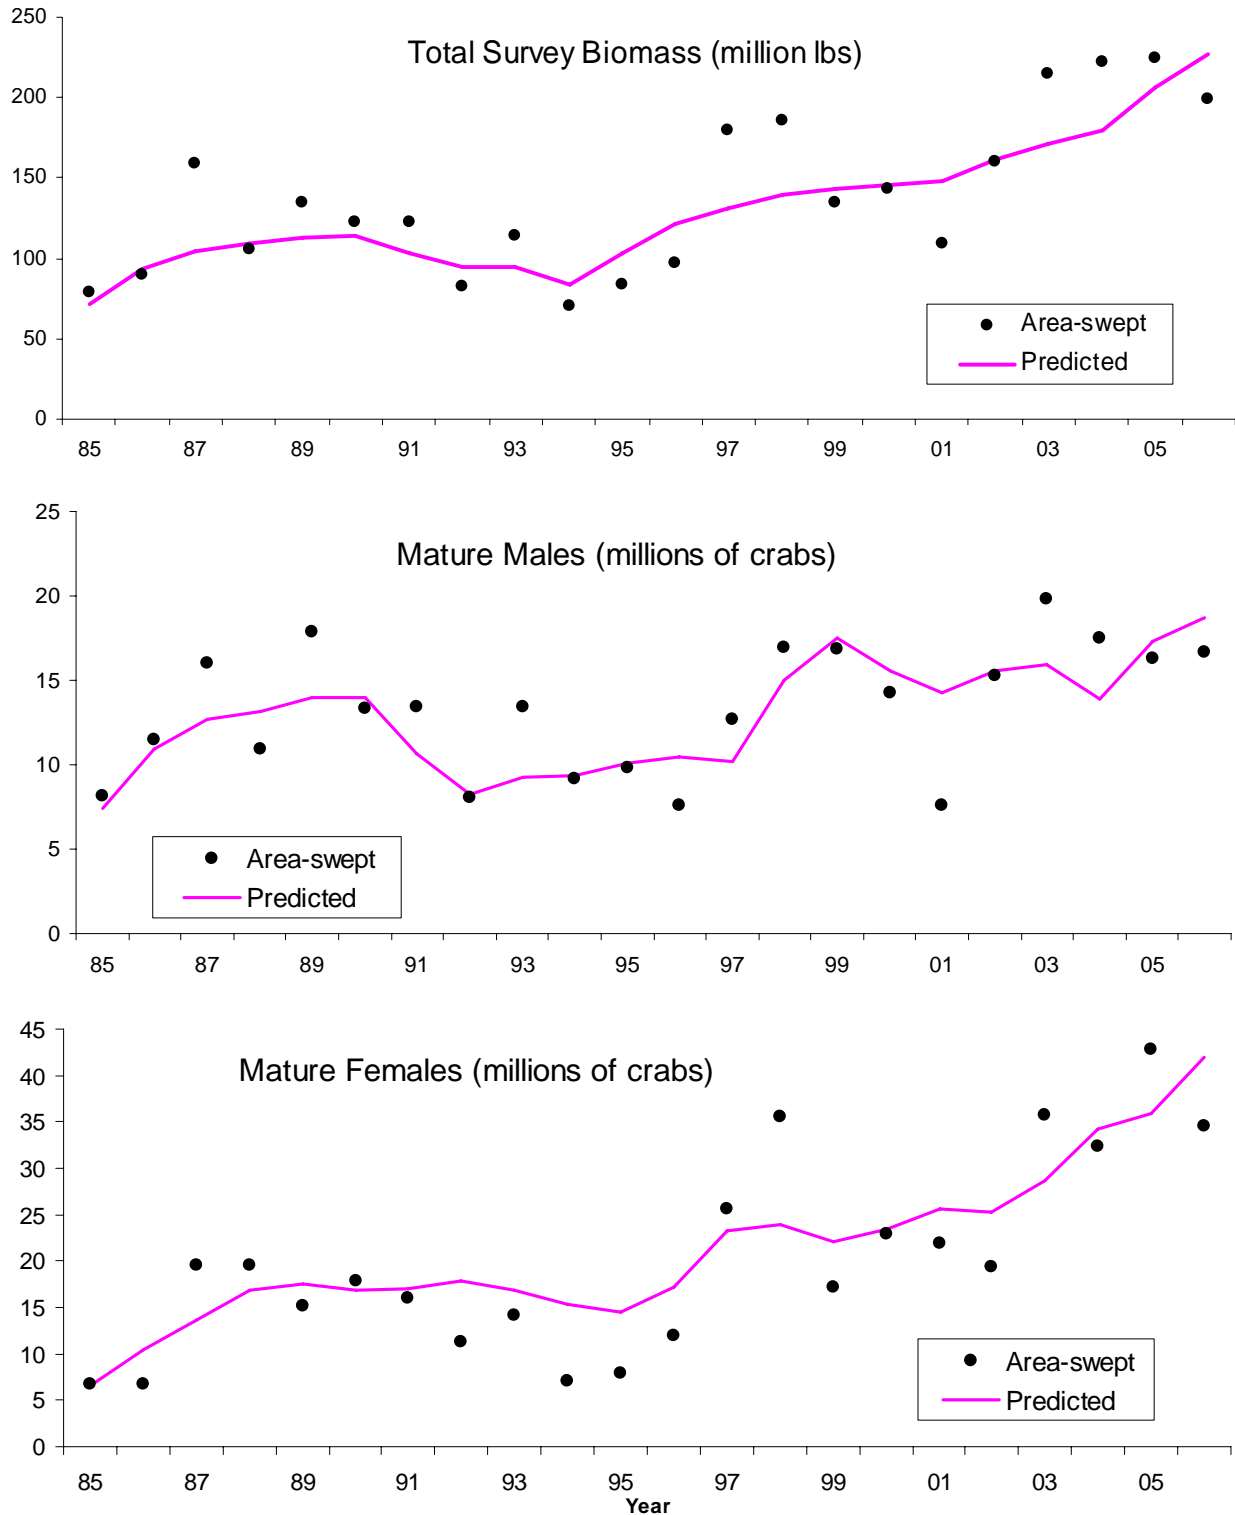 250
Total Survey Biomass (million lbs)
200
150
100
Area-swept
50
Predicted
0
85 87 89 91 93 95 97 99 01 03 05
25
Mature Males (millions of crabs)
20
15
10
5
Area-swept
Predicted
0
85 87 89 91 93 95 97 99 01 03 05
45
Mature Females (millions of crabs)
40
35
30
25
20
15
10
Area-swept
5
Predicted
0
85 87 89 91 93 95 97 99 01 03 05
Year